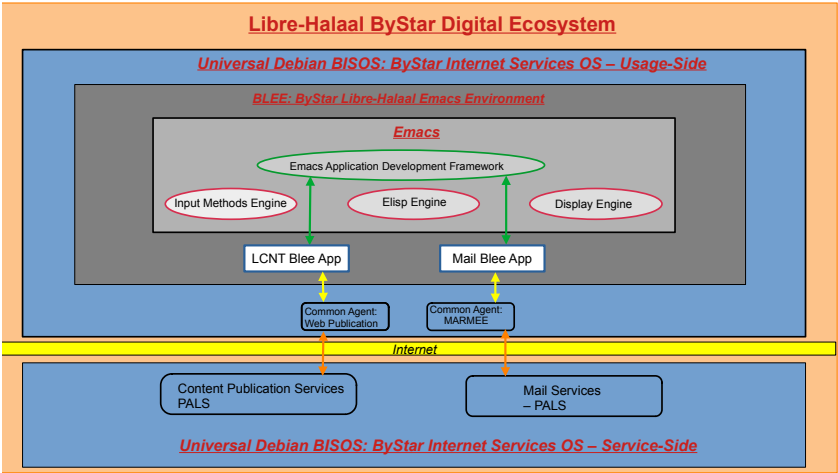 Libre-Halaal ByStar Digital Ecosystem
Universal Debian BISOS: ByStar Internet Services OS – Usage-Side
BLEE: ByStar Libre-Halaal Emacs Environment
Emacs
Emacs Application Development Framework
Input Methods Engine
Elisp Engine
Display Engine
LCNT Blee App
Mail Blee App
Common Agent:
Web Publication
Common Agent:
MARMEE
Internet
Content Publication Services
PALS
Mail Services
– PALS
Universal Debian BISOS: ByStar Internet Services OS – Service-Side